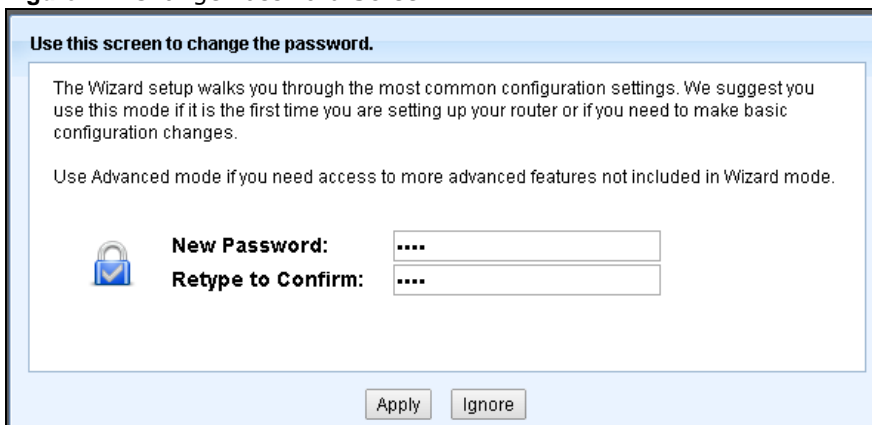 Use this screen to change the password.
The Wizard setup walks you through the most common configuration settings. We suggest you
use this mode if it is the first time you are setting up your router or if you need to make basic
configuration changes.
Use Advanced mode if you need access to more advanced features not included in Wizard mode.
New Password: ••••
Retype to Confirm: ••••
Apply Ignore